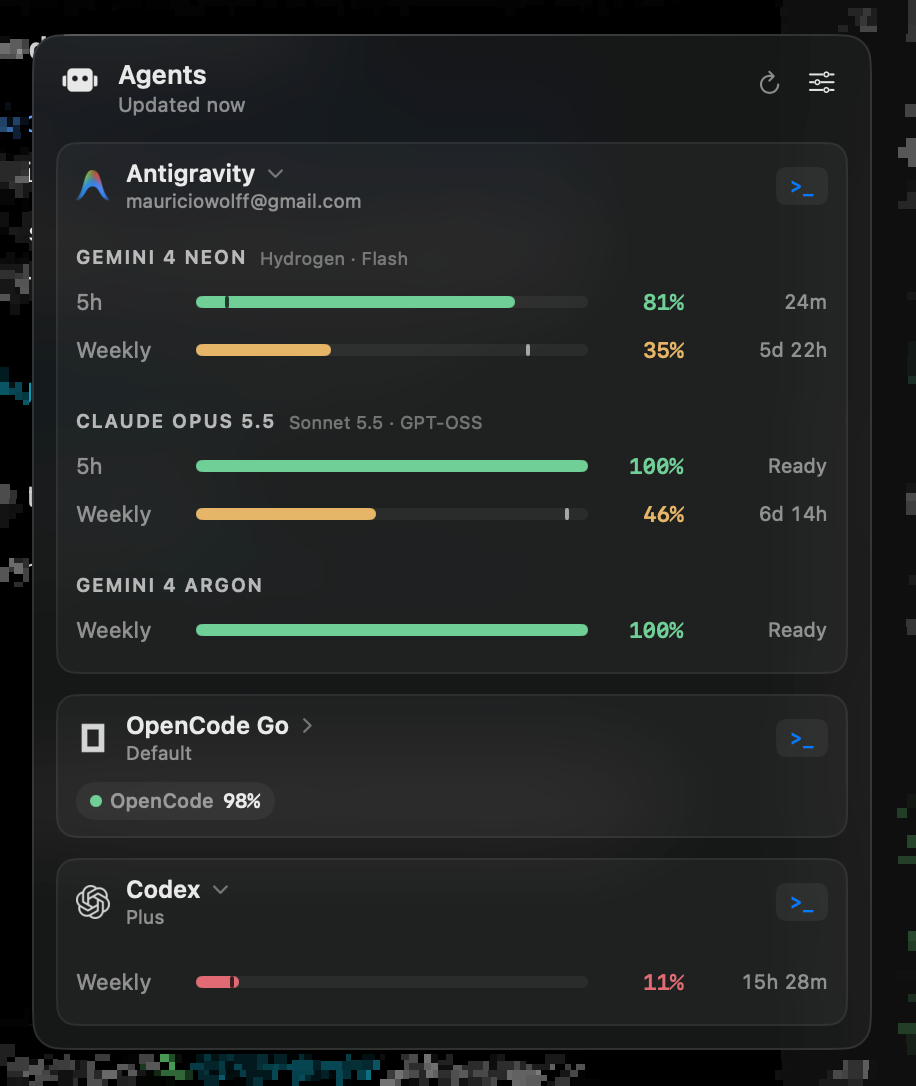 Agents
Updated now
Antigravity
mauriciowolff@gmail.com
>_
GEMINI 4 NEON Hydrogen · Flash
5h 81% 24m
Weekly 35% 5d 22h
CLAUDE OPUS 5.5 Sonnet 5.5 · GPT-OSS
5h 100% Ready
Weekly 46% 6d 14h
GEMINI 4 ARGON
Weekly 100% Ready
OpenCode Go
Default
>_
OpenCode 98%
Codex
Plus
>_
Weekly 11% 15h 28m